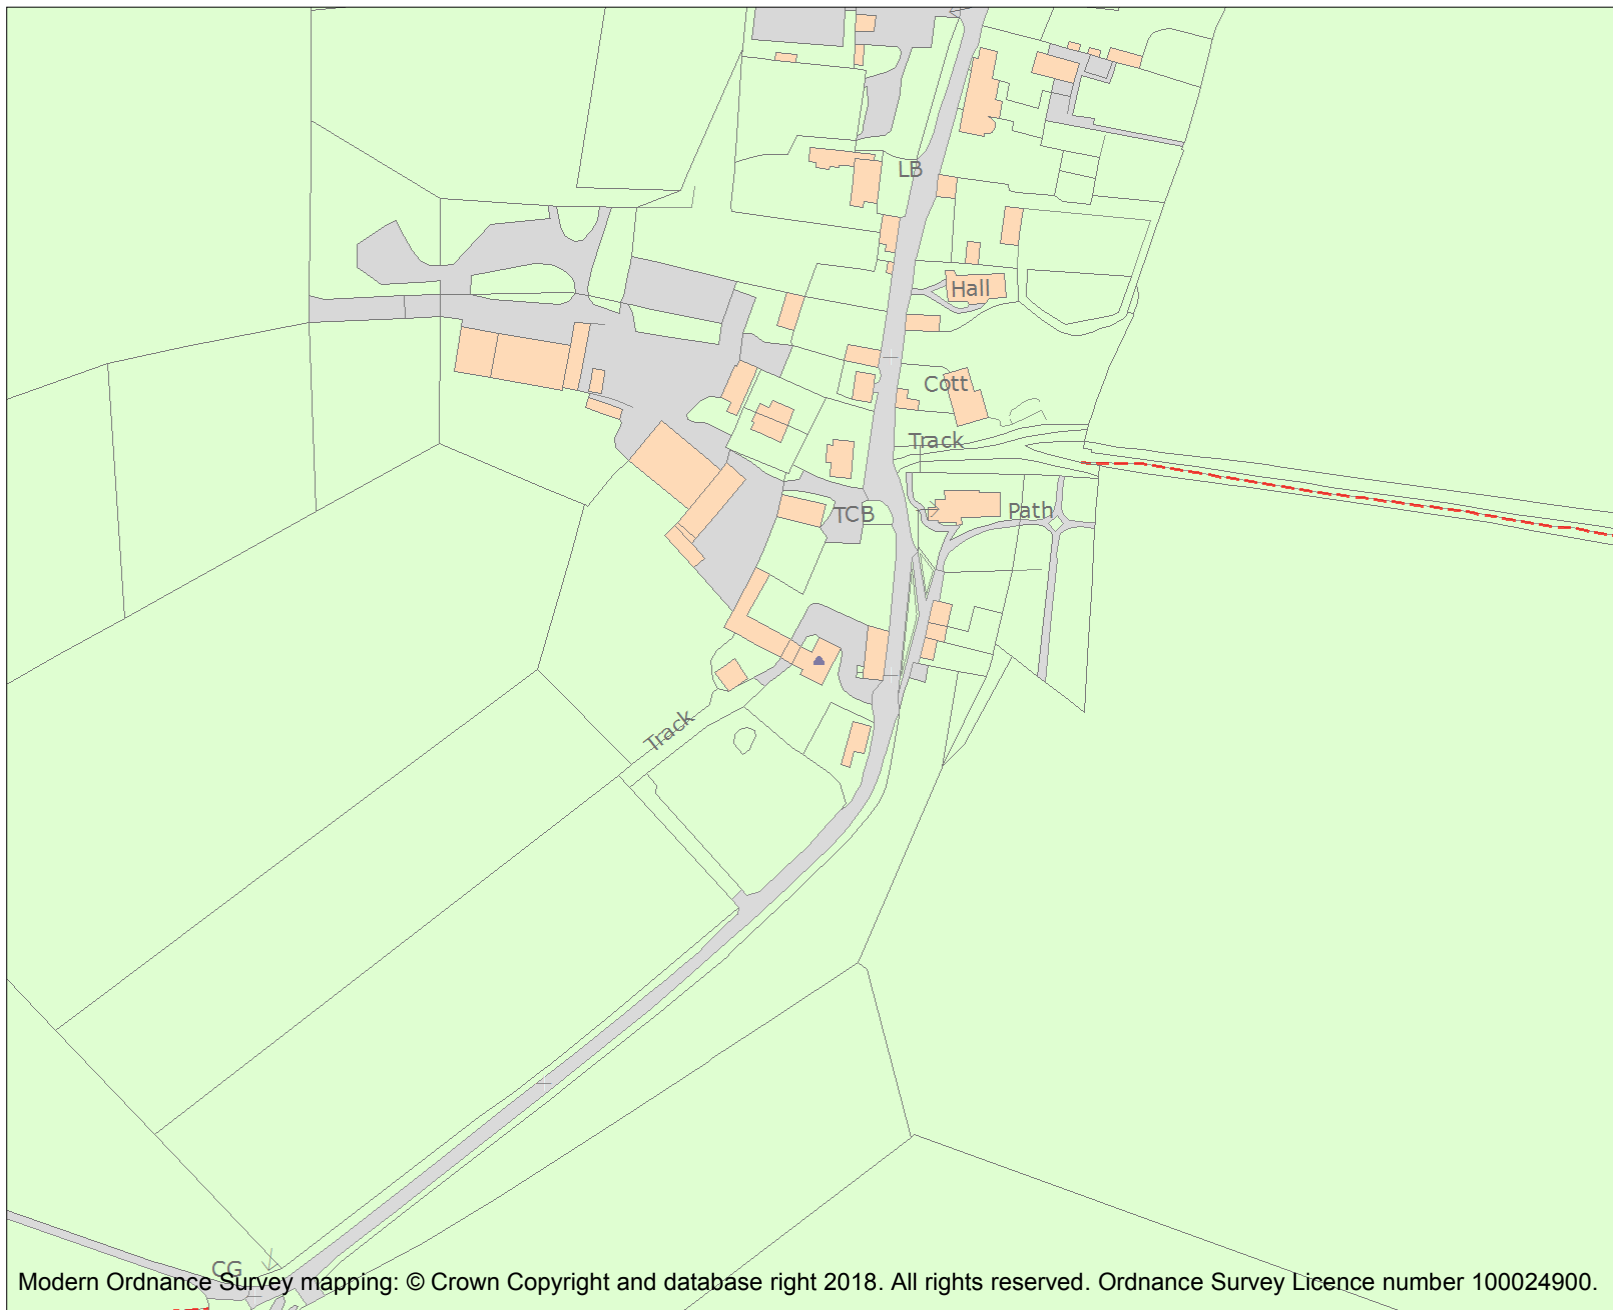 LB
Hall
Cott
Track
Path
TCB
Track
CG
Modern Ordnance Survey mapping: © Crown Copyright and database right 2018. All rights reserved. Ordnance Survey Licence number 100024900.